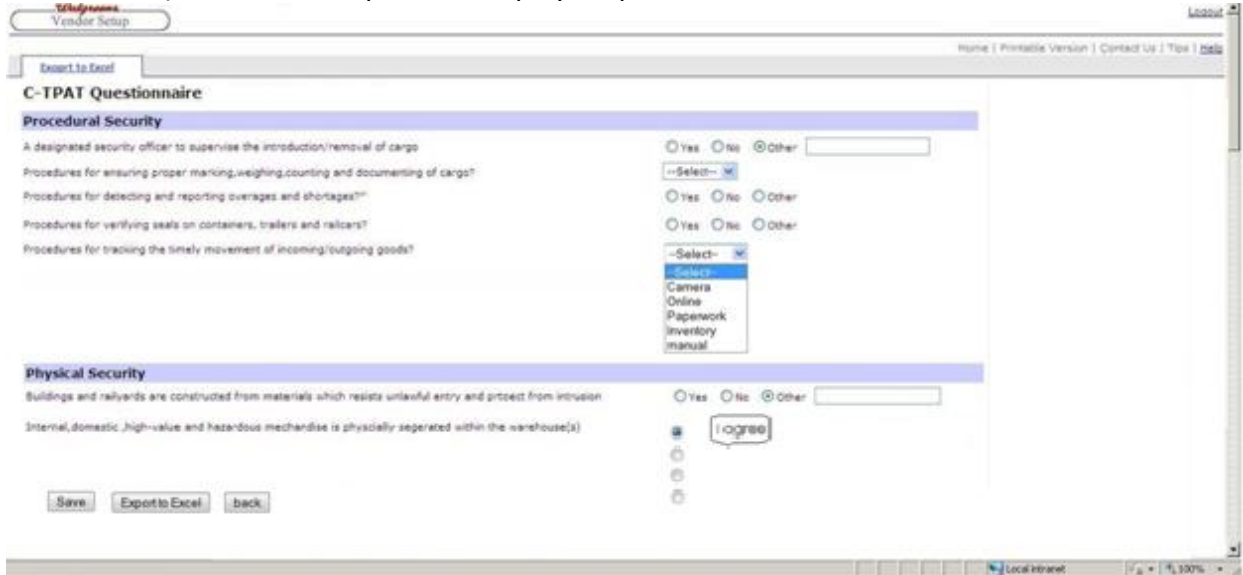 Walgreens
Vendor Setup
Logout
Home | Printable Version | Contact Us | Tips | Help
Export to Excel
C-TPAT Questionnaire
Procedural Security
A designated security officer to supervise the introduction/removal of cargo Yes No Other
Procedures for ensuring proper marking,weighing,counting and documenting of cargo? --Select--
Procedures for detecting and reporting overages and shortages?" Yes No Other
Procedures for verifying seals on containers, trailers and railcars? Yes No Other
Procedures for tracking the timely movement of incoming/outgoing goods? --Select--
--Select--
Camera
Online
Paperwork
Inventory
manual
Physical Security
Buildings and railyards are constructed from materials which resists unlawful entry and prtoect from intrusion Yes No Other
Internal,domestic ,high-value and hazardous mechandise is physcially segerated within the warehouse(s) I agree
Save Export to Excel back
Local intranet 100%